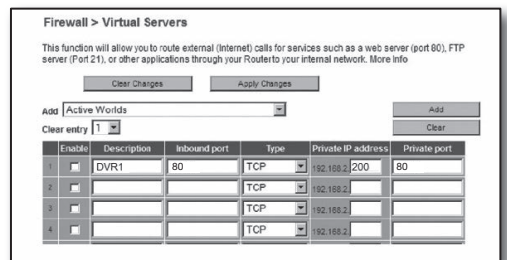 Firewall > Virtual Servers
This function will allow you to route external (Internet) calls for services such as a web server (port 80), FTP
server (Port 21), or other applications through your Router to your internal network. More Info
Clear Changes Apply Changes
Add Active Worlds Add
Clear entry 1 Clear
Enable Description Inbound port Type Private IP address Private port
1 DVR1 80 TCP 192.168.2. 200 80
2 TCP 192.168.2.
3 TCP 192.168.2.
4 TCP 192.168.2.